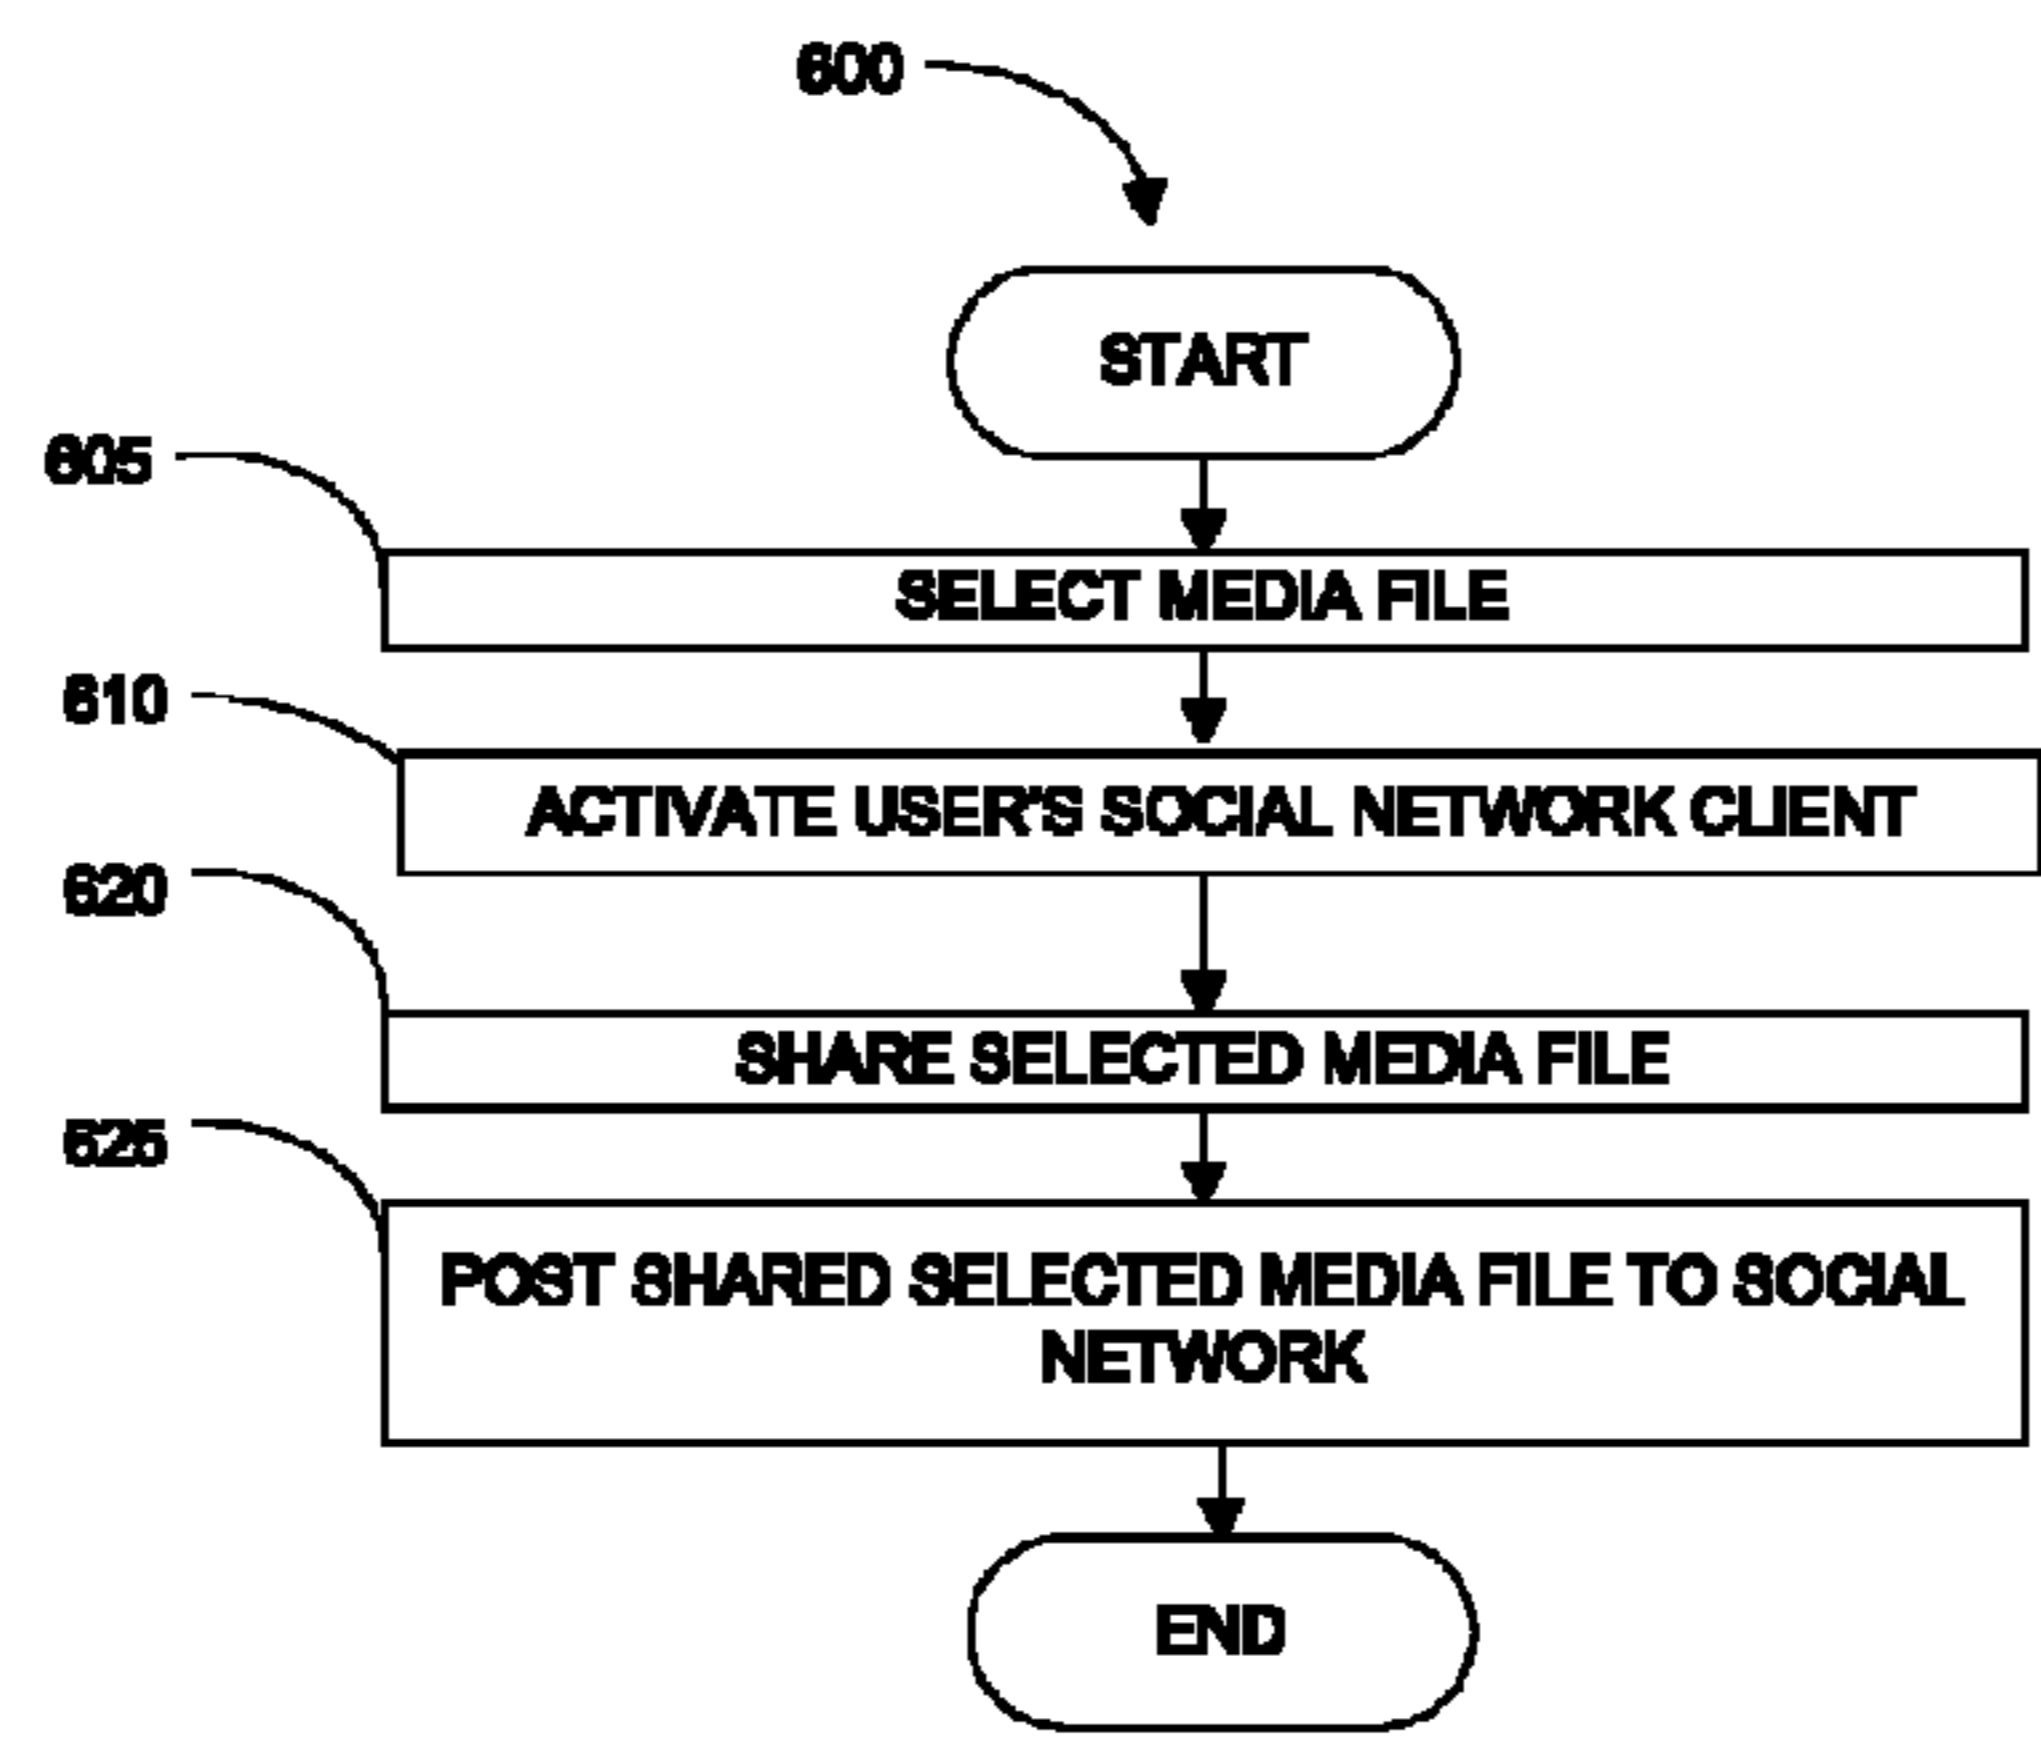 600
START
605
SELECT MEDIA FILE
610
ACTIVATE USER'S SOCIAL NETWORK CLIENT
620
SHARE SELECTED MEDIA FILE
625
POST SHARED SELECTED MEDIA FILE TO SOCIAL
NETWORK
END